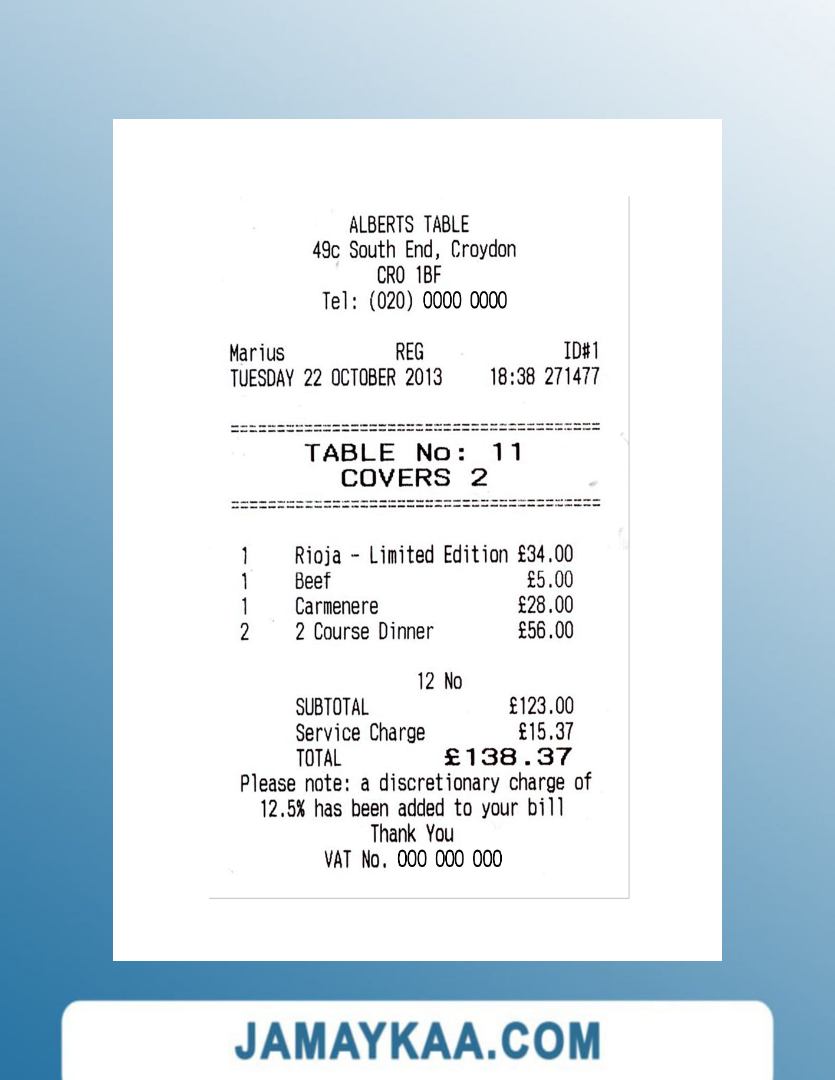 ALBERTS TABLE
49c South End, Croydon
CR0 1BF
Tel: (020) 0000 0000
Marius REG ID#1
TUESDAY 22 OCTOBER 2013 18:38 271477
========================================
TABLE No: 11
COVERS 2
========================================
1 Rioja - Limited Edition £34.00
1 Beef £5.00
1 Carmenere £28.00
2 2 Course Dinner £56.00
12 No
SUBTOTAL £123.00
Service Charge £15.37
TOTAL £138.37
Please note: a discretionary charge of
12.5% has been added to your bill
Thank You
VAT No. 000 000 000
JAMAYKAA.COM